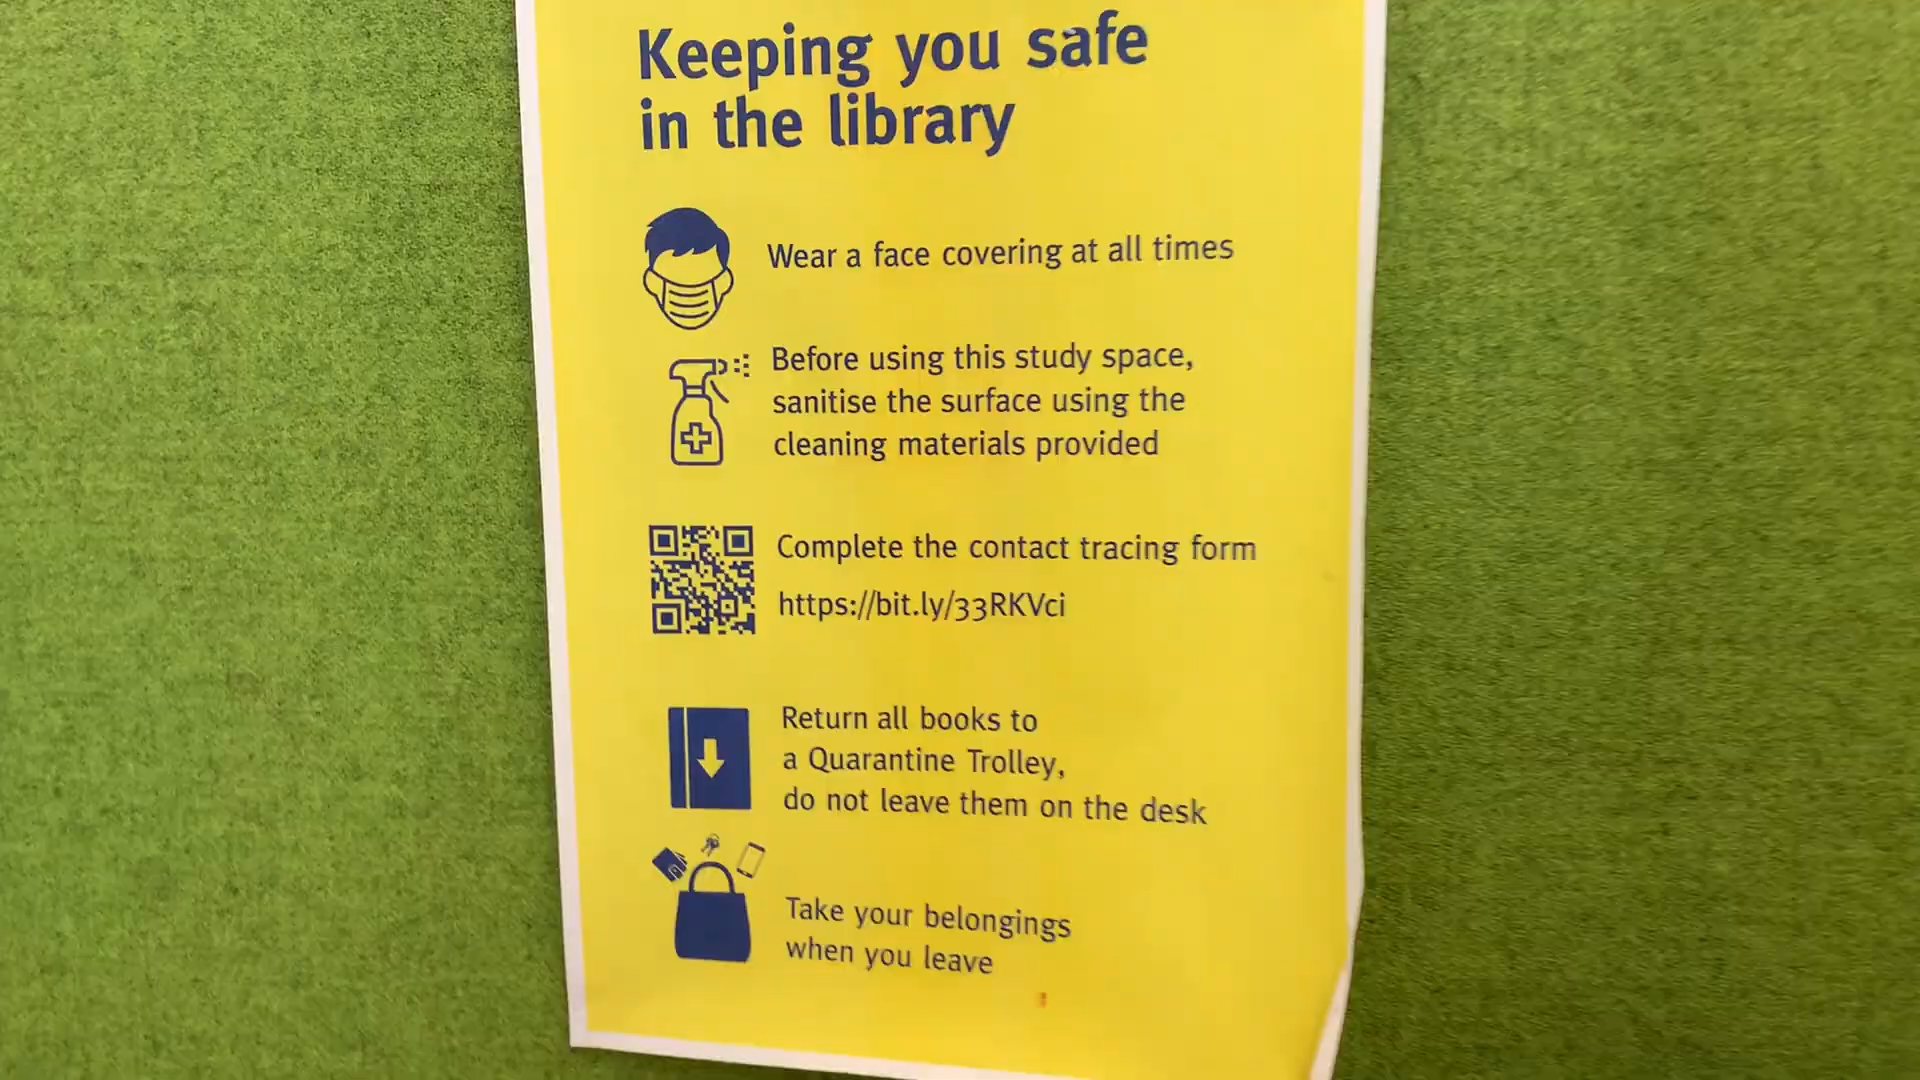 Keeping you safe
in the library
Wear a face covering at all times
Before using this study space,
sanitise the surface using the
cleaning materials provided
Complete the contact tracing form
https://bit.ly/33RKVci
Return all books to
a Quarantine Trolley,
do not leave them on the desk
Take your belongings
when you leave